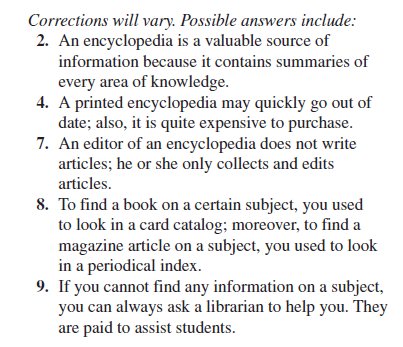 Corrections will vary. Possible answers include:
2. An encyclopedia is a valuable source of
information because it contains summaries of
every area of knowledge.
4. A printed encyclopedia may quickly go out of
date; also, it is quite expensive to purchase.
7. An editor of an encyclopedia does not write
articles; he or she only collects and edits
articles.
8. To find a book on a certain subject, you used
to look in a card catalog; moreover, to find a
magazine article on a subject, you used to look
in a periodical index.
9. If you cannot find any information on a subject,
you can always ask a librarian to help you. They
are paid to assist students.